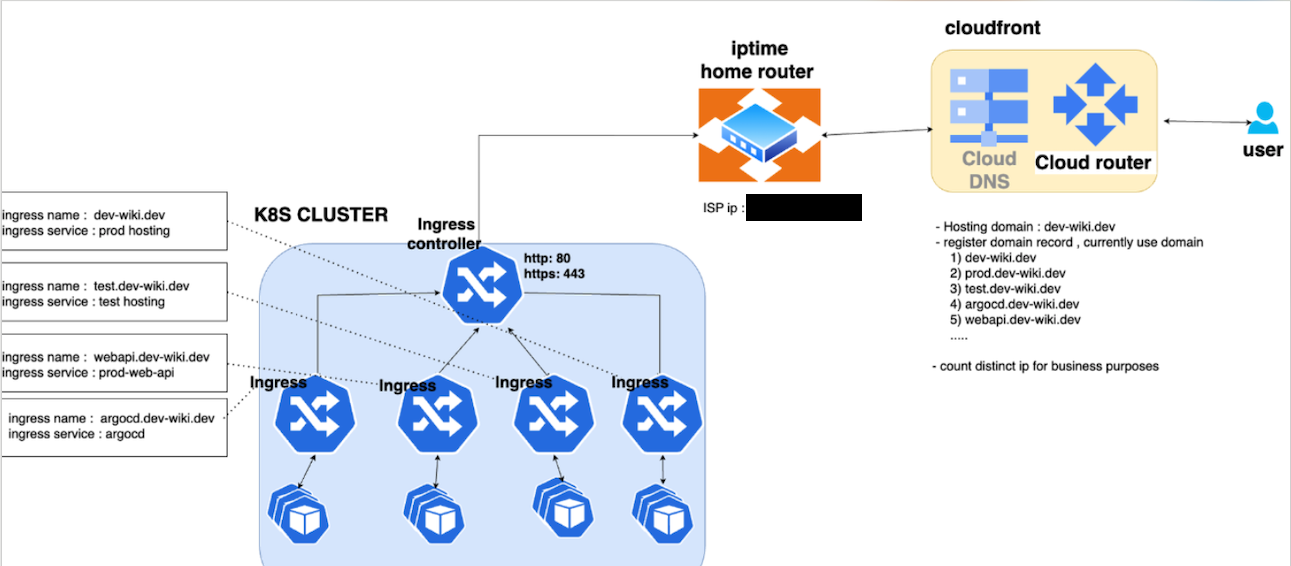 cloudfront
iptime
home router
Cloud
DNS
Cloud router
user
ISP ip :
- Hosting domain : dev-wiki.dev
- register domain record , currently use domain
1) dev-wiki.dev
2) prod.dev-wiki.dev
3) test.dev-wiki.dev
4) argocd.dev-wiki.dev
5) webapi.dev-wiki.dev
.....
- count distinct ip for business purposes
K8S CLUSTER
Ingress
controller
http: 80
https: 443
ingress name : dev-wiki.dev
ingress service : prod hosting
ingress name : test.dev-wiki.dev
ingress service : test hosting
ingress name : webapi.dev-wiki.dev
ingress service : prod-web-api
ingress name : argocd.dev-wiki.dev
ingress service : argocd
Ingress
Ingress
Ingress
Ingress